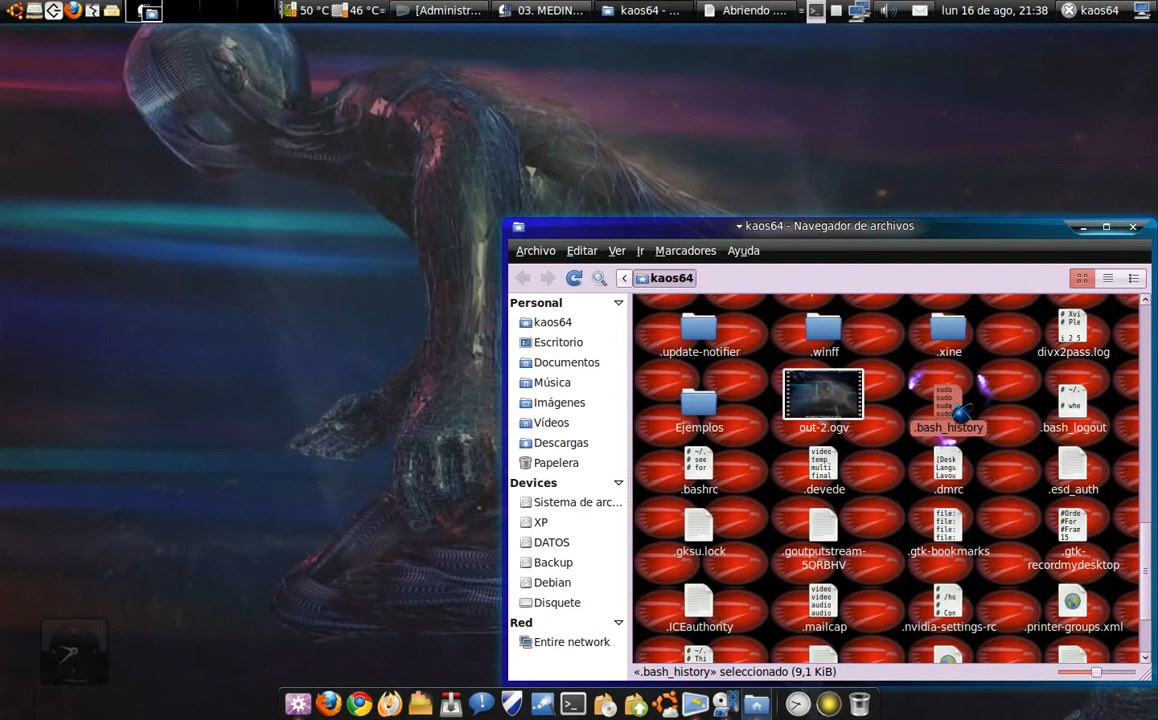 50 °C 46 °C [Administr... 03. MEDIN... kaos64 - ... Abriendo .... lun 16 de ago, 21:38 kaos64
kaos64 - Navegador de archivos
Archivo Editar Ver Ir Marcadores Ayuda
kaos64
Personal
kaos64
Escritorio
Documentos
Música
Imágenes
Vídeos
Descargas
Papelera
Devices
Sistema de arc...
XP
DATOS
Backup
Debian
Disquete
Red
Entire network
.update-notifier .winff .xine divx2pass.log
Ejemplos out-2.ogv .bash_history .bash_logout
.bashrc .devede .dmrc .esd_auth
.gksu.lock .goutputstream-5QRBHV .gtk-bookmarks .gtk-recordmydesktop
.ICEauthority .mailcap .nvidia-settings-rc .printer-groups.xml
«.bash_history» seleccionado (9,1 KiB)